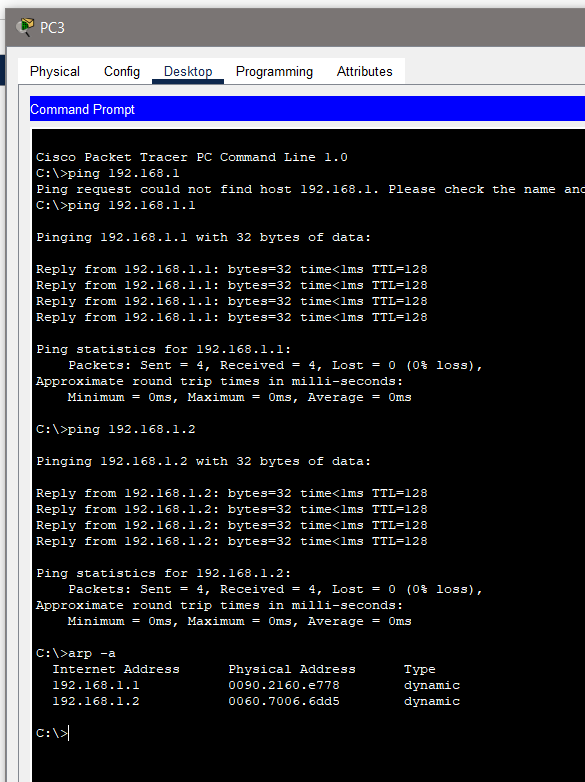 PC3
Physical Config Desktop Programming Attributes
Command Prompt
Cisco Packet Tracer PC Command Line 1.0
C:\>ping 192.168.1
Ping request could not find host 192.168.1. Please check the name and
C:\>ping 192.168.1.1
Pinging 192.168.1.1 with 32 bytes of data:
Reply from 192.168.1.1: bytes=32 time<1ms TTL=128
Reply from 192.168.1.1: bytes=32 time<1ms TTL=128
Reply from 192.168.1.1: bytes=32 time<1ms TTL=128
Reply from 192.168.1.1: bytes=32 time<1ms TTL=128
Ping statistics for 192.168.1.1:
Packets: Sent = 4, Received = 4, Lost = 0 (0% loss),
Approximate round trip times in milli-seconds:
Minimum = 0ms, Maximum = 0ms, Average = 0ms
C:\>ping 192.168.1.2
Pinging 192.168.1.2 with 32 bytes of data:
Reply from 192.168.1.2: bytes=32 time<1ms TTL=128
Reply from 192.168.1.2: bytes=32 time<1ms TTL=128
Reply from 192.168.1.2: bytes=32 time<1ms TTL=128
Reply from 192.168.1.2: bytes=32 time<1ms TTL=128
Ping statistics for 192.168.1.2:
Packets: Sent = 4, Received = 4, Lost = 0 (0% loss),
Approximate round trip times in milli-seconds:
Minimum = 0ms, Maximum = 0ms, Average = 0ms
C:\>arp -a
Internet Address Physical Address Type
192.168.1.1 0090.2160.e778 dynamic
192.168.1.2 0060.7006.6dd5 dynamic
C:\>